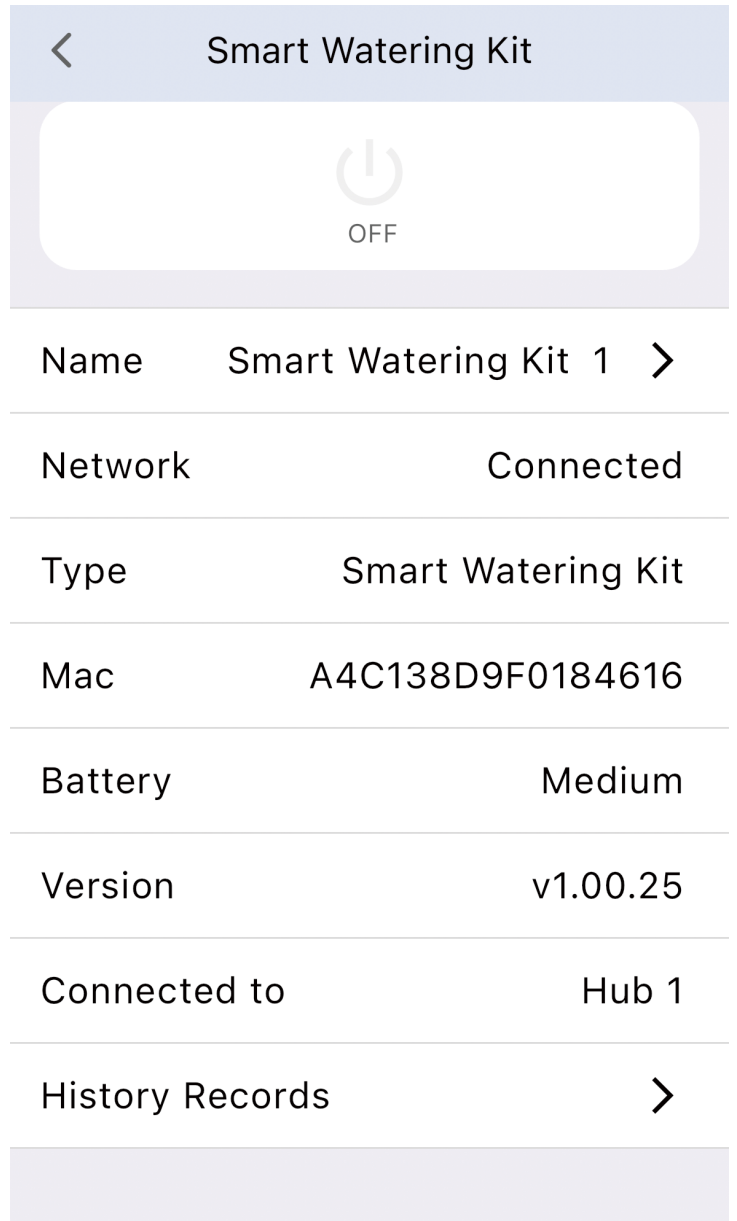 Smart Watering Kit
OFF
Name Smart Watering Kit 1
Network Connected
Type Smart Watering Kit
Mac A4C138D9F0184616
Battery Medium
Version v1.00.25
Connected to Hub 1
History Records